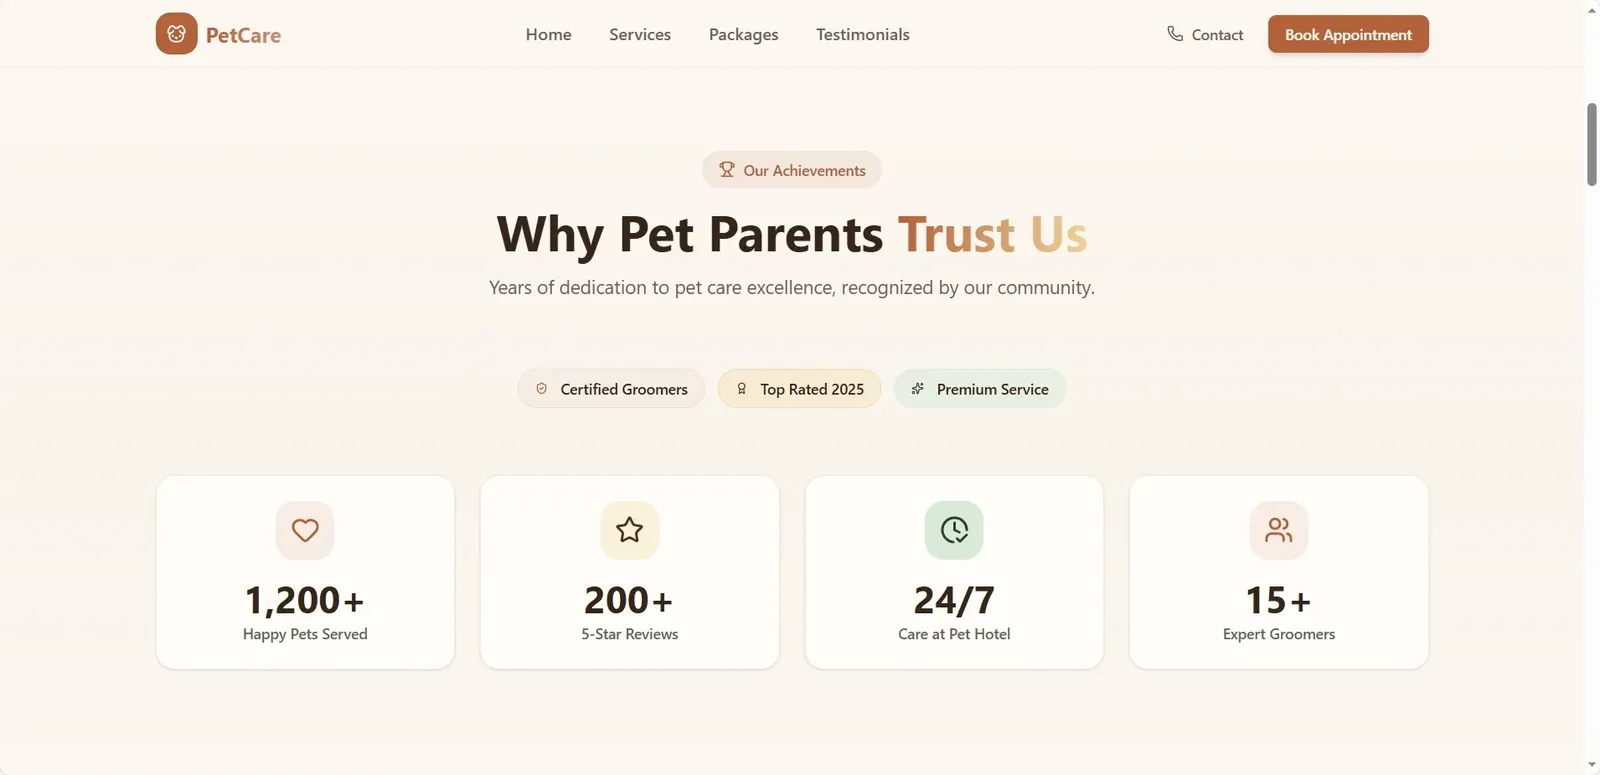 PetCare
Home
Services
Packages
Testimonials
Contact
Book Appointment
Our Achievements
Why Pet Parents Trust Us
Years of dedication to pet care excellence, recognized by our community.
Certified Groomers
Top Rated 2025
Premium Service
1,200+
Happy Pets Served
200+
5-Star Reviews
24/7
Care at Pet Hotel
15+
Expert Groomers